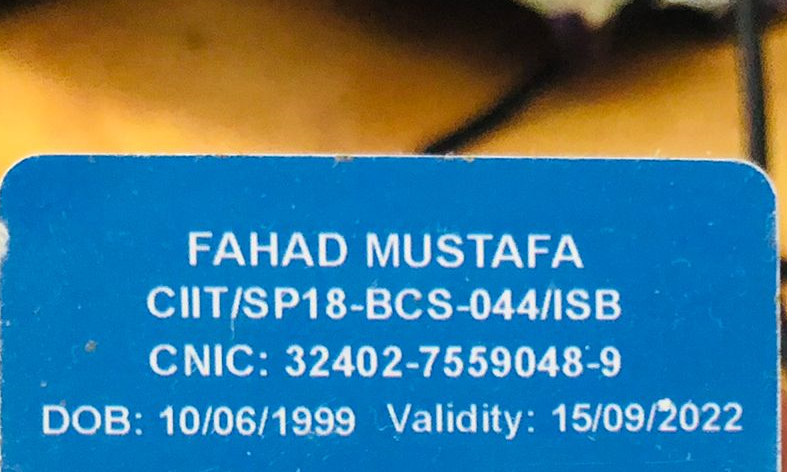 FAHAD MUSTAFA
CIIT/SP18-BCS-044/ISB
CNIC: 32402-7559048-9
DOB: 10/06/1999 Validity: 15/09/2022